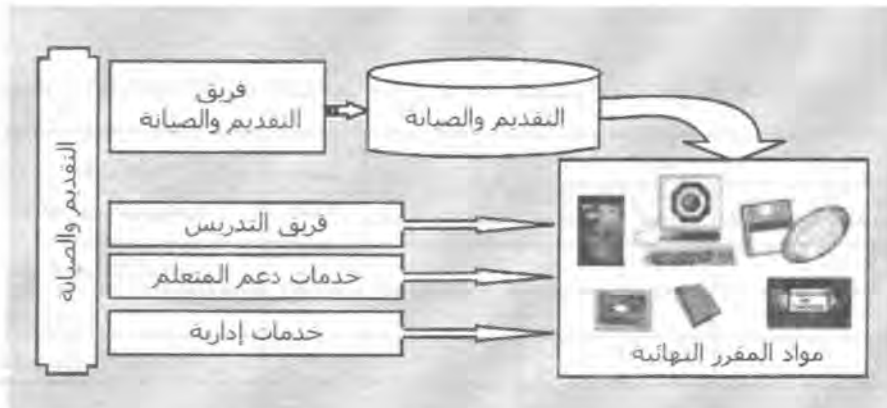 التقديم والصيانة
فريق
التقديم والصيانة
التقديم والصيانة
فريق التدريس
خدمات دعم المتعلم
خدمات إدارية
مواد المقرر النهائية